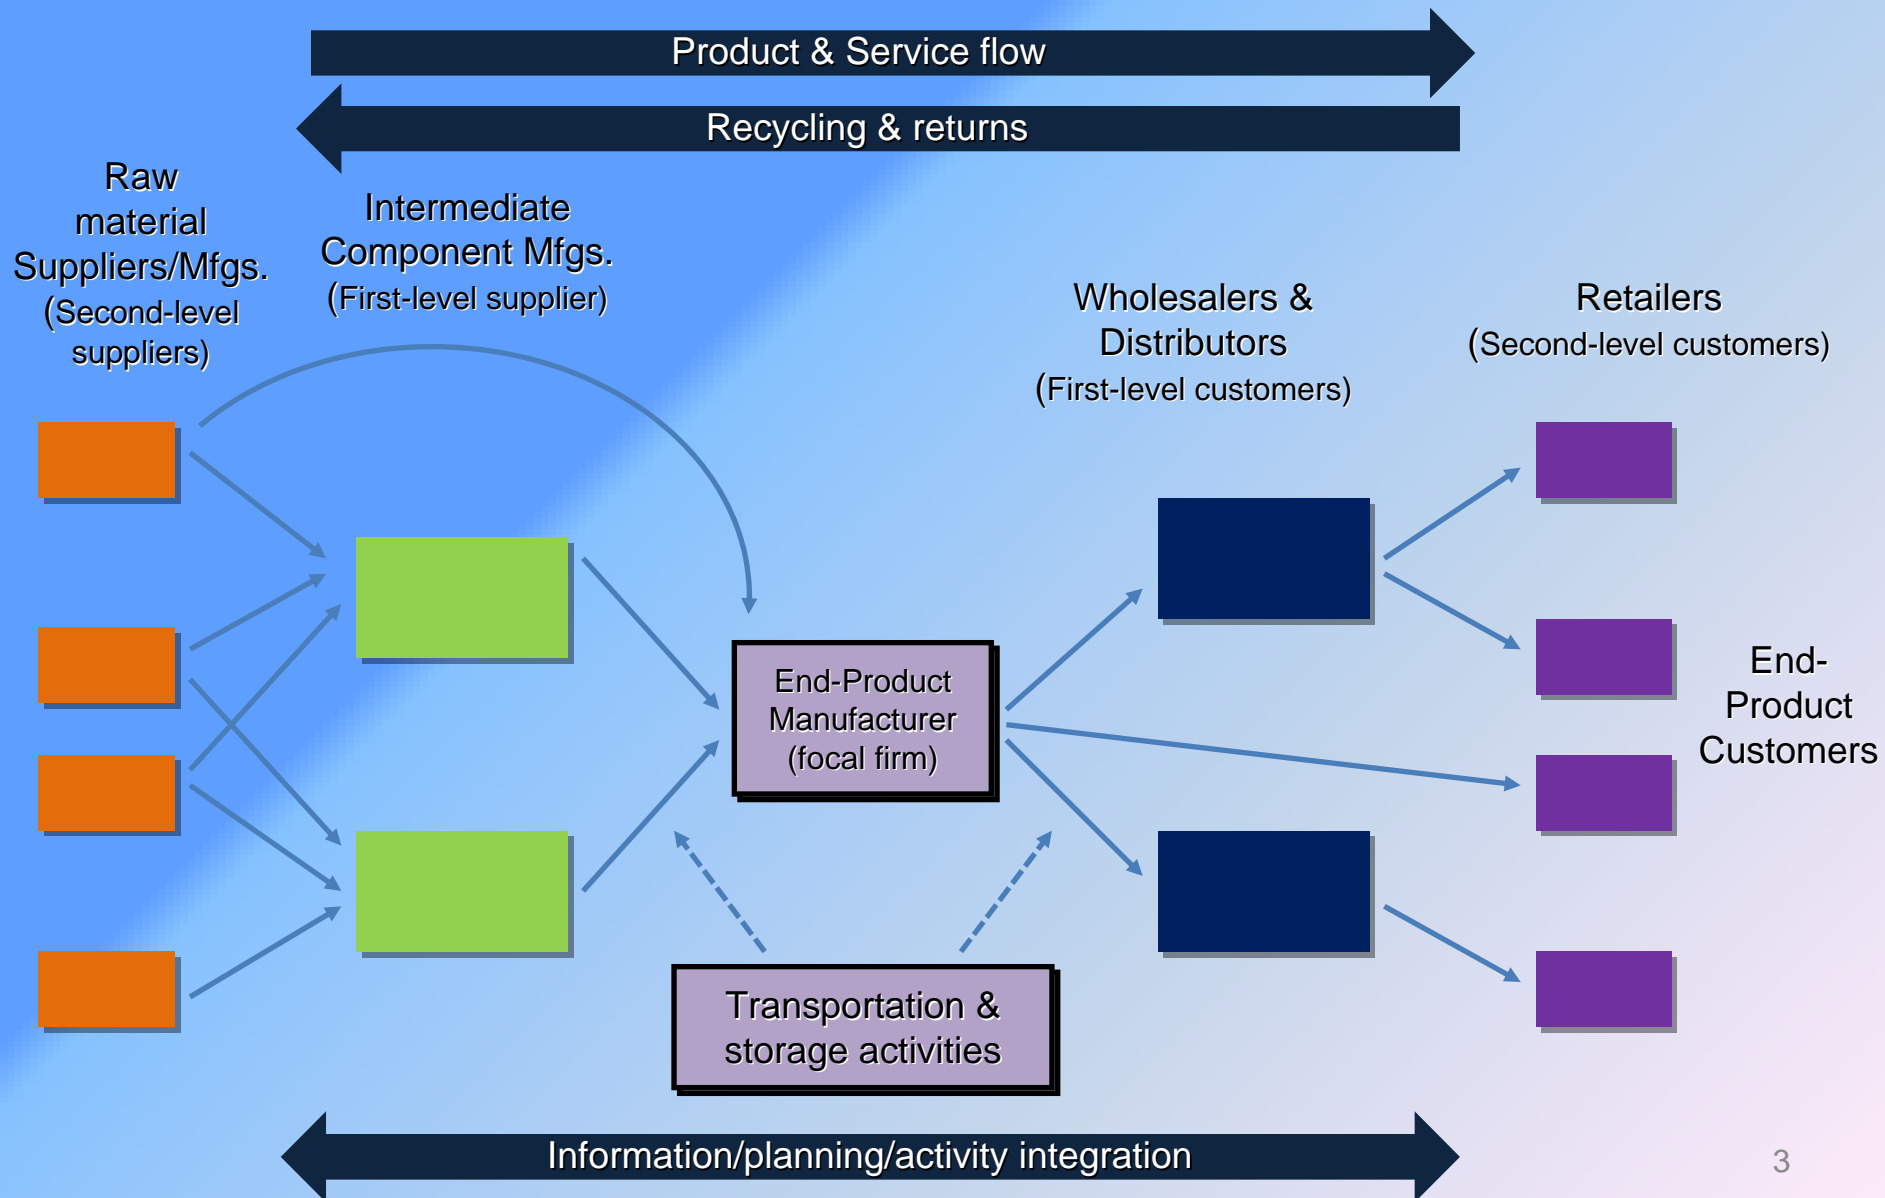 Product & Service flow
Recycling & returns
Raw
material
Suppliers/Mfgs.
(Second-level
suppliers)
Intermediate
Component Mfgs.
(First-level supplier)
Wholesalers &
Distributors
(First-level customers)
Retailers
(Second-level customers)
End-Product
Manufacturer
(focal firm)
End-
Product
Customers
Transportation &
storage activities
Information/planning/activity integration
3